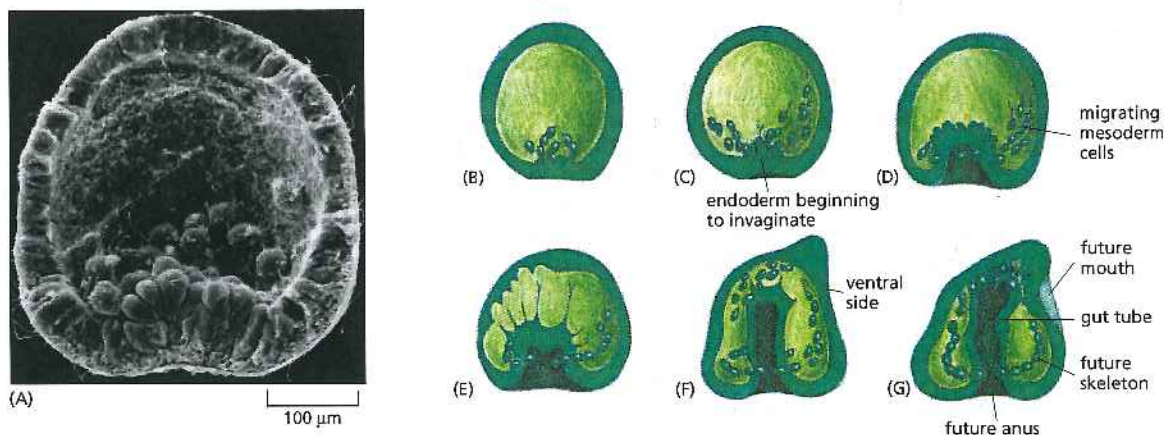 (A)
100 μm
(B)
(C)
endoderm beginning
to invaginate
(D)
migrating
mesoderm
cells
(E)
(F)
ventral
side
(G)
future
mouth
gut tube
future
skeleton
future anus